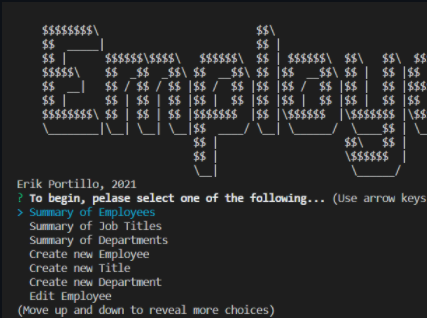 Employ
Erik Portillo, 2021
? To begin, pelase select one of the following... (Use arrow keys
> Summary of Employees
Summary of Job Titles
Summary of Departments
Create new Employee
Create new Title
Create new Department
Edit Employee
(Move up and down to reveal more choices)